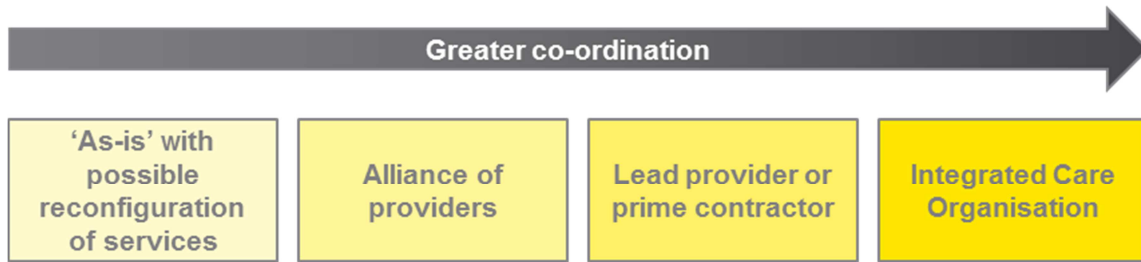 Greater co-ordination
‘As-is’ with
possible
reconfiguration
of services
Alliance of
providers
Lead provider or
prime contractor
Integrated Care
Organisation